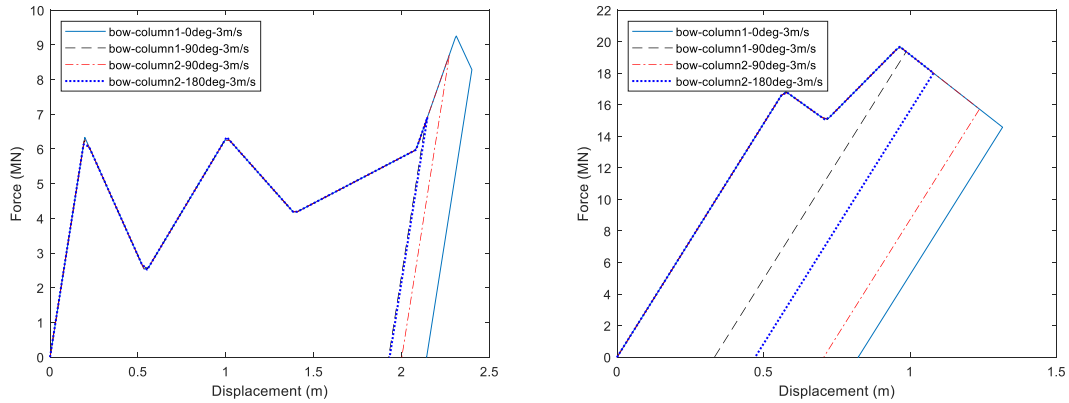 10
9
8
7
6
5
4
3
2
1
0
Force (MN)
bow-column1-0deg-3m/s
bow-column1-90deg-3m/s
bow-column2-90deg-3m/s
bow-column2-180deg-3m/s
0 0.5 1 1.5 2 2.5
Displacement (m)
22
20
18
16
14
12
10
8
6
4
2
0
Force (MN)
bow-column1-0deg-3m/s
bow-column1-90deg-3m/s
bow-column2-90deg-3m/s
bow-column2-180deg-3m/s
0 0.5 1 1.5
Displacement (m)